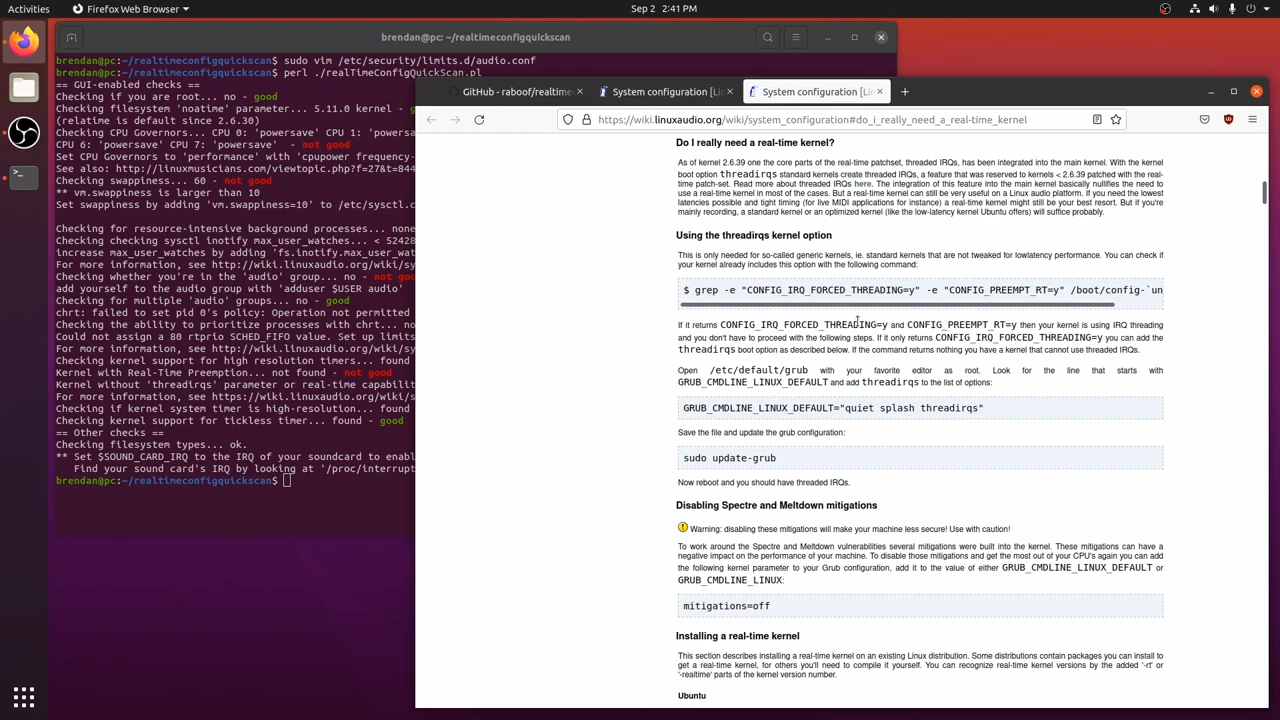 Activities
Firefox Web Browser
Sep 2 2:41 PM
brendan@pc: ~/realtimeconfigquickscan
brendan@pc:~/realtimeconfigquickscan$ sudo vim /etc/security/limits.d/audio.conf
brendan@pc:~/realtimeconfigquickscan$ perl ./realTimeConfigQuickScan.pl
== GUI-enabled checks ==
Checking if you are root... no - good
Checking filesystem 'noatime' parameter... 5.11.0 kernel - g
(relatime is default since 2.6.30)
Checking CPU Governors... CPU 0: 'powersave' CPU 1: 'powersa
CPU 6: 'powersave' CPU 7: 'powersave' - not good
Set CPU Governors to 'performance' with 'cpupower frequency-
See also: http://linuxmusicians.com/viewtopic.php?f=27&t=844
Checking swappiness... 60 - not good
** vm.swappiness is larger than 10
Set swappiness by adding 'vm.swappiness=10' to /etc/sysctl.c
Checking for resource-intensive background processes... none
Checking checking sysctl inotify max_user_watches... < 52428
increase max_user_watches by adding 'fs.inotify.max_user_wat
For more information, see http://wiki.linuxaudio.org/wiki/sy
Checking whether you're in the 'audio' group... no - not goo
add yourself to the audio group with 'adduser $USER audio'
Checking for multiple 'audio' groups... no - good
chrt: failed to set pid 0's policy: Operation not permitted
Checking the ability to prioritize processes with chrt... no
Could not assign a 80 rtprio SCHED_FIFO value. Set up limits
For more information, see http://wiki.linuxaudio.org/wiki/sy
Checking kernel support for high resolution timers... found
Kernel with Real-Time Preemption... not found - not good
Kernel without 'threadirqs' parameter or real-time capabilit
For more information, see https://wiki.linuxaudio.org/wiki/s
Checking if kernel system timer is high-resolution... found
Checking kernel support for tickless timer... found - good
== Other checks ==
Checking filesystem types... ok.
** Set $SOUND_CARD_IRQ to the IRQ of your soundcard to enabl
Find your sound card's IRQ by looking at '/proc/interrupt
brendan@pc:~/realtimeconfigquickscan$
GitHub - raboof/realtime
System configuration [Lin
System configuration [Lin
https://wiki.linuxaudio.org/wiki/system_configuration#do_i_really_need_a_real-time_kernel
Do I really need a real-time kernel?
As of kernel 2.6.39 one the core parts of the real-time patchset, threaded IRQs, has been integrated into the main kernel. With the kernel
boot option threadirqs standard kernels create threaded IRQs, a feature that was reserved to kernels < 2.6.39 patched with the real-
time patch-set. Read more about threaded IRQs here. The integration of this feature into the main kernel basically nullifies the need to
use a real-time kernel in most of the cases. But a real-time kernel can still be very useful on a Linux audio platform. If you need the lowest
latencies possible and tight timing (for live MIDI applications for instance) a real-time kernel might still be your best resort. But if you're
mainly recording, a standard kernel or an optimized kernel (like the low-latency kernel Ubuntu offers) will suffice probably.
Using the threadirqs kernel option
This is only needed for so-called generic kernels, ie. standard kernels that are not tweaked for lowlatency performance. You can check if
your kernel already includes this option with the following command:
$ grep -e "CONFIG_IRQ_FORCED_THREADING=y" -e "CONFIG_PREEMPT_RT=y" /boot/config-`un
If it returns CONFIG_IRQ_FORCED_THREADING=y and CONFIG_PREEMPT_RT=y then your kernel is using IRQ threading
and you don't have to proceed with the following steps. If it only returns CONFIG_IRQ_FORCED_THREADING=y you can add the
threadirqs boot option as described below. If the command returns nothing you have a kernel that cannot use threaded IRQs.
Open /etc/default/grub with your favorite editor as root. Look for the line that starts with
GRUB_CMDLINE_LINUX_DEFAULT and add threadirqs to the list of options:
GRUB_CMDLINE_LINUX_DEFAULT="quiet splash threadirqs"
Save the file and update the grub configuration:
sudo update-grub
Now reboot and you should have threaded IRQs.
Disabling Spectre and Meltdown mitigations
Warning: disabling these mitigations will make your machine less secure! Use with caution!
To work around the Spectre and Meltdown vulnerabilities several mitigations were built into the kernel. These mitigations can have a
negative impact on the performance of your machine. To disable those mitigations and get the most out of your CPU's again you can add
the following kernel parameter to your Grub configuration, add it to the value of either GRUB_CMDLINE_LINUX_DEFAULT or
GRUB_CMDLINE_LINUX:
mitigations=off
Installing a real-time kernel
This section describes installing a real-time kernel on an existing Linux distribution. Some distributions contain packages you can install to
get a real-time kernel, for others you'll need to compile it yourself. You can recognize real-time kernel versions by the added '-rt' or
'-realtime' parts of the kernel version number.
Ubuntu